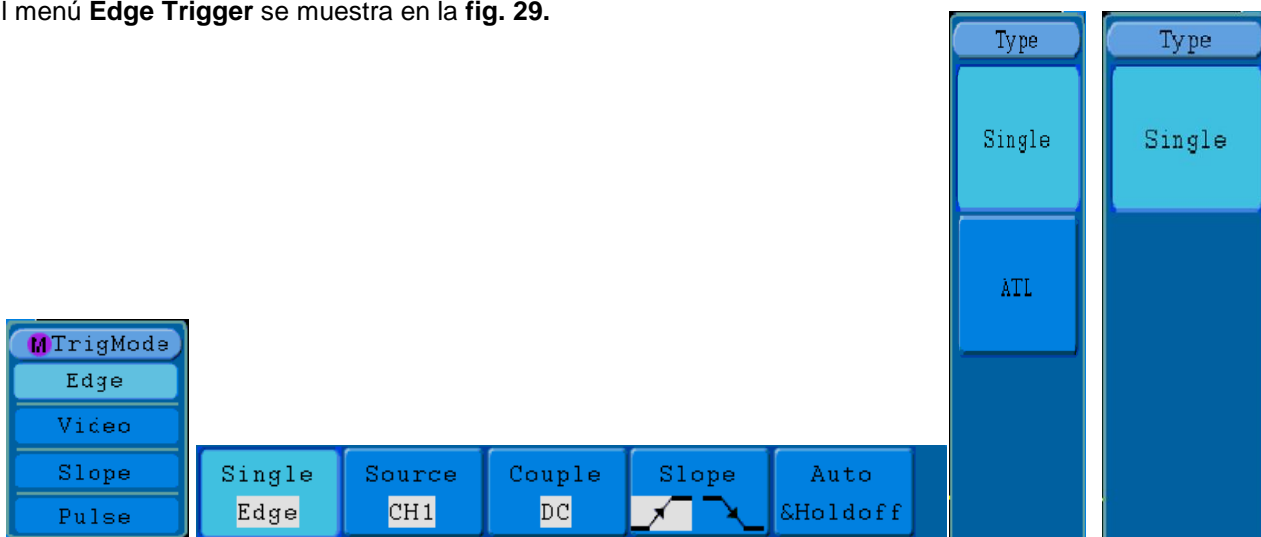 l menú Edge Trigger se muestra en la fig. 29.
Type
Single
ATL
Type
Single
M TrigMode
Edge
Video
Slope
Pulse
Single
Edge
Source
CH1
Couple
DC
Slope
Auto
&Holdoff